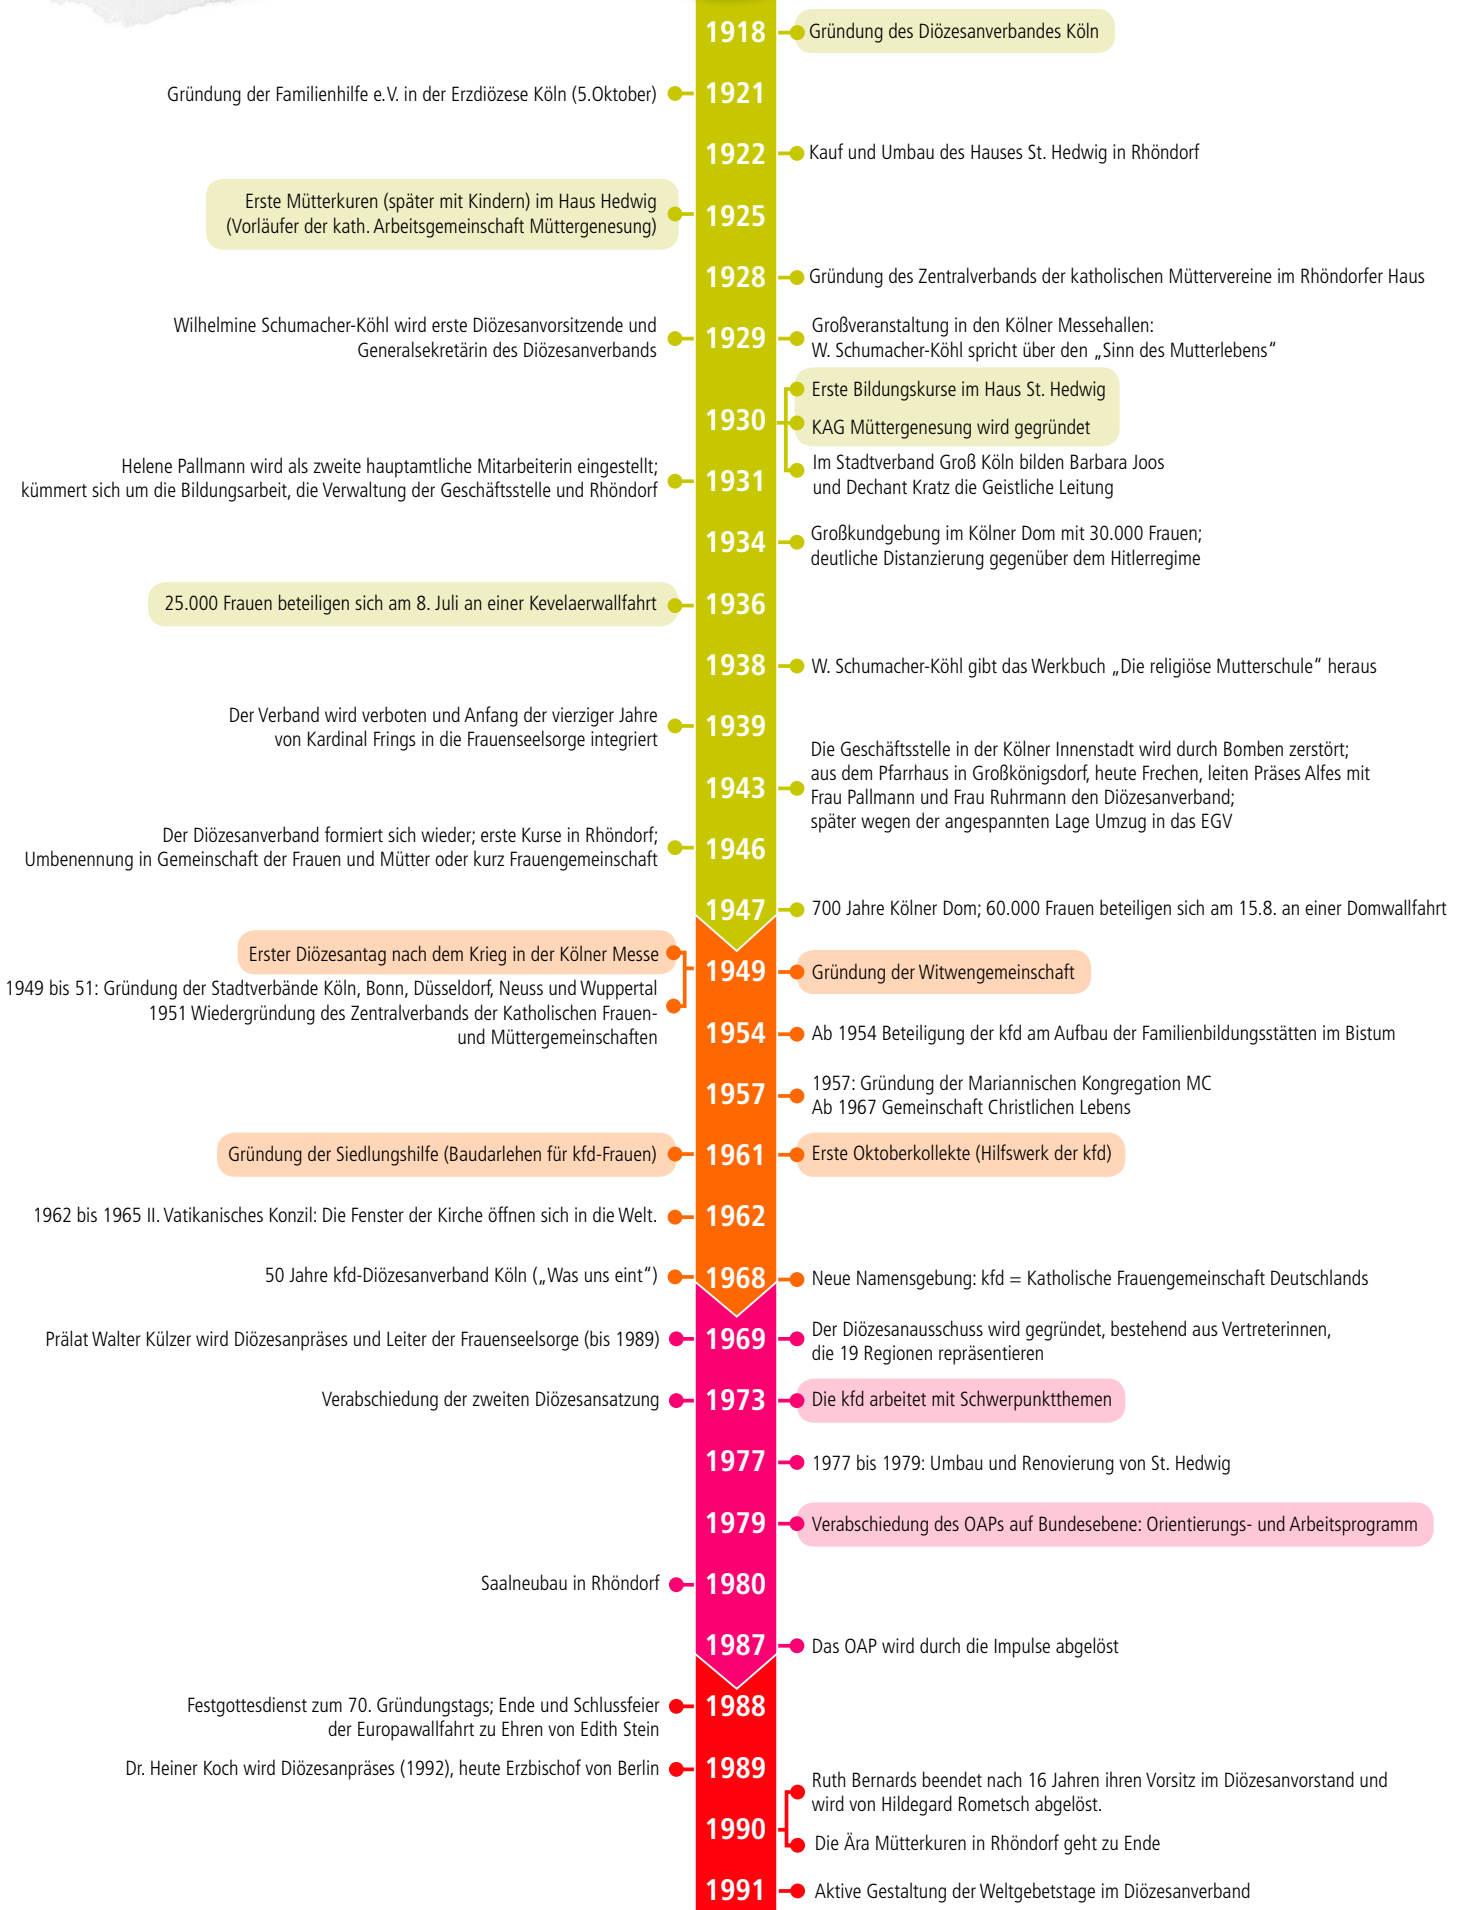 1918
Gründung des Diözesanverbandes Köln
Gründung der Familienhilfe e.V. in der Erzdiözese Köln (5.Oktober)
1921
1922
Kauf und Umbau des Hauses St. Hedwig in Rhöndorf
Erste Mütterkuren (später mit Kindern) im Haus Hedwig
(Vorläufer der kath. Arbeitsgemeinschaft Müttergenesung)
1925
1928
Gründung des Zentralverbands der katholischen Müttervereine im Rhöndorfer Haus
Wilhelmine Schumacher-Köhl wird erste Diözesanvorsitzende und
Generalsekretärin des Diözesanverbands
1929
Großveranstaltung in den Kölner Messehallen:
W. Schumacher-Köhl spricht über den „Sinn des Mutterlebens“
1930
Erste Bildungskurse im Haus St. Hedwig
KAG Müttergenesung wird gegründet
Im Stadtverband Groß Köln bilden Barbara Joos
und Dechant Kratz die Geistliche Leitung
Helene Pallmann wird als zweite hauptamtliche Mitarbeiterin eingestellt;
kümmert sich um die Bildungsarbeit, die Verwaltung der Geschäftsstelle und Rhöndorf
1931
1934
Großkundgebung im Kölner Dom mit 30.000 Frauen;
deutliche Distanzierung gegenüber dem Hitlerregime
25.000 Frauen beteiligen sich am 8. Juli an einer Kevelaerwallfahrt
1936
1938
W. Schumacher-Köhl gibt das Werkbuch „Die religiöse Mutterschule“ heraus
Der Verband wird verboten und Anfang der vierziger Jahre
von Kardinal Frings in die Frauenseelsorge integriert
1939
1943
Die Geschäftsstelle in der Kölner Innenstadt wird durch Bomben zerstört;
aus dem Pfarrhaus in Großkönigsdorf, heute Frechen, leiten Präses Alfes mit
Frau Pallmann und Frau Ruhrmann den Diözesanverband;
später wegen der angespannten Lage Umzug in das EGV
Der Diözesanverband formiert sich wieder; erste Kurse in Rhöndorf;
Umbenennung in Gemeinschaft der Frauen und Mütter oder kurz Frauengemeinschaft
1946
1947
700 Jahre Kölner Dom; 60.000 Frauen beteiligen sich am 15.8. an einer Domwallfahrt
Erster Diözesantag nach dem Krieg in der Kölner Messe
1949 bis 51: Gründung der Stadtverbände Köln, Bonn, Düsseldorf, Neuss und Wuppertal
1951 Wiedergründung des Zentralverbands der Katholischen Frauen-
und Müttergemeinschaften
1949
Gründung der Witwengemeinschaft
1954
Ab 1954 Beteiligung der kfd am Aufbau der Familienbildungsstätten im Bistum
1957
1957: Gründung der Mariannischen Kongregation MC
Ab 1967 Gemeinschaft Christlichen Lebens
Gründung der Siedlungshilfe (Baudarlehen für kfd-Frauen)
1961
Erste Oktoberkollekte (Hilfswerk der kfd)
1962 bis 1965 II. Vatikanisches Konzil: Die Fenster der Kirche öffnen sich in die Welt.
1962
50 Jahre kfd-Diözesanverband Köln („Was uns eint“)
1968
Neue Namensgebung: kfd = Katholische Frauengemeinschaft Deutschlands
Prälat Walter Külzer wird Diözesanpräses und Leiter der Frauenseelsorge (bis 1989)
1969
Der Diözesanausschuss wird gegründet, bestehend aus Vertreterinnen,
die 19 Regionen repräsentieren
Verabschiedung der zweiten Diözesansatzung
1973
Die kfd arbeitet mit Schwerpunktthemen
1977
1977 bis 1979: Umbau und Renovierung von St. Hedwig
1979
Verabschiedung des OAPs auf Bundesebene: Orientierungs- und Arbeitsprogramm
Saalneubau in Rhöndorf
1980
1987
Das OAP wird durch die Impulse abgelöst
Festgottesdienst zum 70. Gründungstags; Ende und Schlussfeier
der Europawallfahrt zu Ehren von Edith Stein
1988
Dr. Heiner Koch wird Diözesanpräses (1992), heute Erzbischof von Berlin
1989
1990
Ruth Bernards beendet nach 16 Jahren ihren Vorsitz im Diözesanvorstand und
wird von Hildegard Rometsch abgelöst.
Die Ära Mütterkuren in Rhöndorf geht zu Ende
1991
Aktive Gestaltung der Weltgebetstage im Diözesanverband